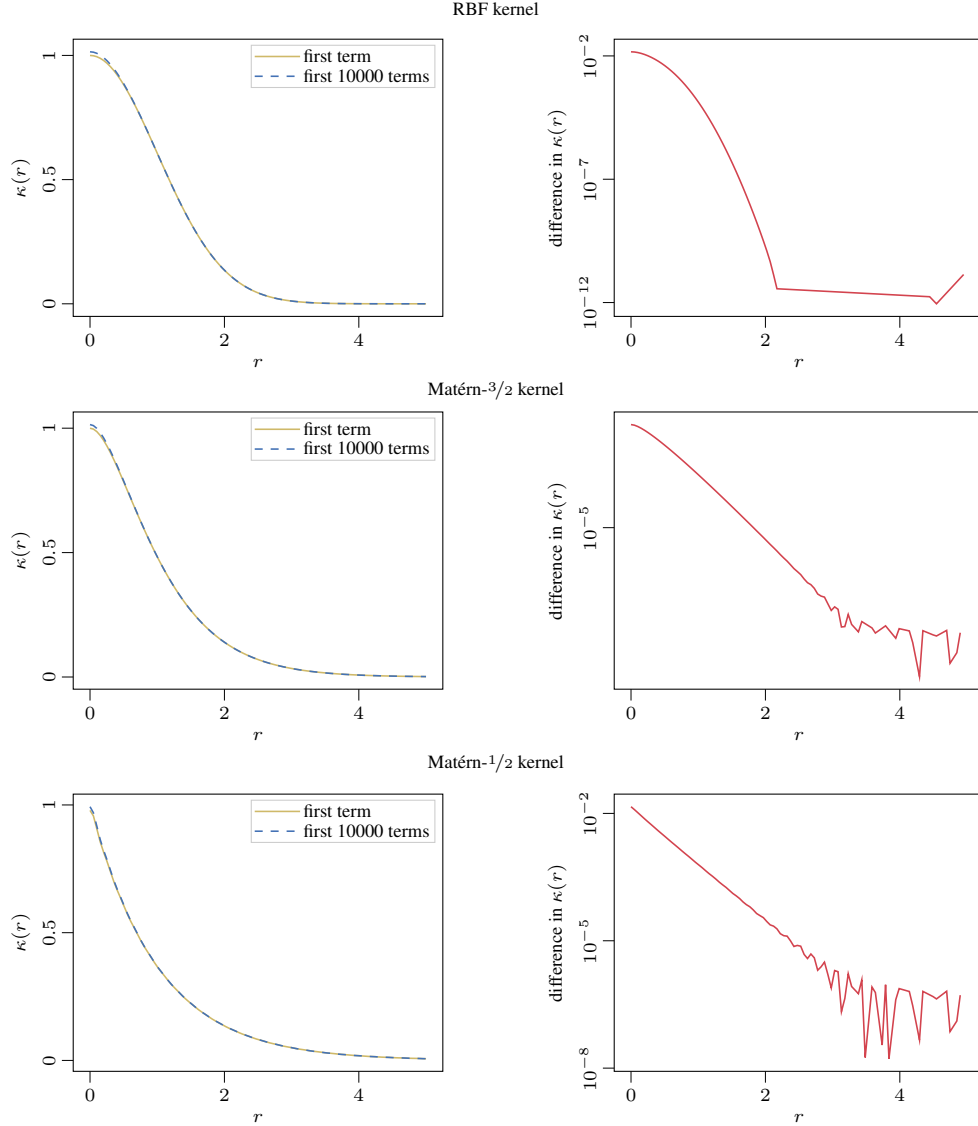 RBF kernel
first term
first 10000 terms
1
0.5
0
κ(r)
0 2 4
r
10−2
10−7
10−12
difference in κ(r)
0 2 4
r
Matérn-3/2 kernel
first term
first 10000 terms
1
0.5
0
κ(r)
0 2 4
r
10−5
difference in κ(r)
0 2 4
r
Matérn-1/2 kernel
first term
first 10000 terms
1
0.5
0
κ(r)
0 2 4
r
10−2
10−5
10−8
difference in κ(r)
0 2 4
r